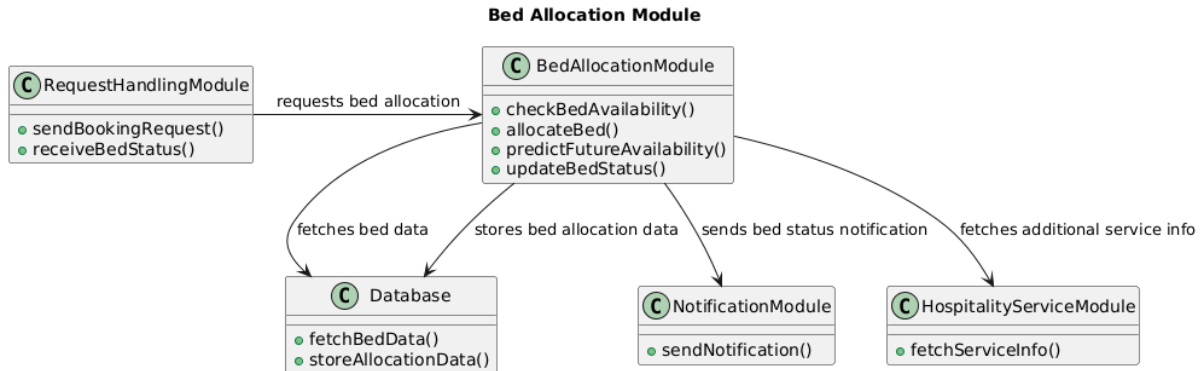 Bed Allocation Module
C RequestHandlingModule
sendBookingRequest()
receiveBedStatus()
requests bed allocation
C BedAllocationModule
checkBedAvailability()
allocateBed()
predictFutureAvailability()
updateBedStatus()
fetches bed data
stores bed allocation data
sends bed status notification
fetches additional service info
C Database
fetchBedData()
storeAllocationData()
C NotificationModule
sendNotification()
C HospitalityServiceModule
fetchServiceInfo()